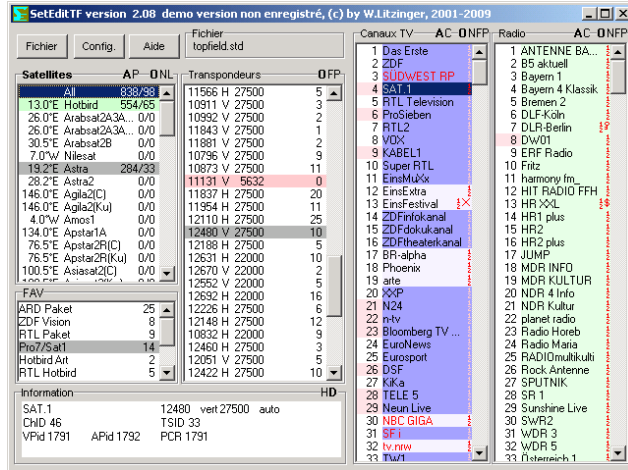 SetEditTF version 2.08 demo version non enregistré, (c) by W.Litzinger, 2001-2009
Fichier Config. Aide
Fichier
topfield.std
Satellites AP ONL
All 838/98
13.0°E Hotbird 554/65
26.0°E Arabsat2A3A... 0/0
26.0°E Arabsat2A3A... 0/0
30.5°E Arabsat2B 0/0
7.0°W Nilesat 0/0
19.2°E Astra 284/33
28.2°E Astra2 0/0
146.0°E Agila2(C) 0/0
146.0°E Agila2(Ku) 0/0
4.0°W Amos1 0/0
134.0°E Apstar1A 0/0
76.5°E Apstar2R(C) 0/0
76.5°E Apstar2R(Ku) 0/0
100.5°E Asiasat2(C) 0/0
FAV
ARD Paket 25
ZDF Vision 8
RTL Paket 9
Pro7/Sat1 14
Hotbird Art 2
RTL Hotbird 5
Transpondeurs OFP
11566 H 27500 5
10911 V 27500 3
10992 V 27500 2
11843 V 27500 1
11881 V 27500 2
10796 V 27500 9
10873 V 27500 11
11131 V 5632 0
11837 H 27500 20
11954 H 27500 11
12110 H 27500 25
12480 V 27500 10
12188 H 27500 5
12631 H 22000 10
12670 V 22000 2
12552 V 22000 5
12692 H 22000 16
12226 H 27500 6
12148 H 27500 12
10832 H 22000 9
12460 H 27500 3
12051 V 27500 5
12422 H 27500 10
Information HD-
SAT.1 12480 vert 27500 auto
ChID 46 TSID 33
VPid 1791 APid 1792 PCR 1791
Canaux TV AC ONFP
1 Das Erste
2 ZDF
3 SÜDWEST RP
4 SAT.1
5 RTL Television
6 ProSieben
7 RTL2
8 VOX
9 KABEL1
10 Super RTL
11 EinsMuXx
12 EinsExtra
13 EinsFestival
14 ZDFinfokanal
15 ZDFdokukanal
16 ZDFtheaterkanal
17 BR-alpha
18 Phoenix
19 arte
20 XXP
21 N24
22 n-tv
23 Bloomberg TV ...
24 EuroNews
25 Eurosport
26 DSF
27 KiKa
28 TELE 5
29 Neun Live
30 NBC GIGA
31 SF i
32 tv.nrw
33 TW1
Radio AC ONFP
1 ANTENNE BA...
2 B5 aktuell
3 Bayern 1
4 Bayern 4 Klassik
5 Bremen 2
6 DLF-Köln
7 DLR-Berlin
8 DW01
9 ERF Radio
10 Fritz
11 harmony fm_
12 HIT RADIO FFH
13 HR XXL
14 HR1 plus
15 HR2
16 HR2 plus
17 JUMP
18 MDR INFO
19 MDR KULTUR
20 NDR 4 Info
21 NDR Kultur
22 planet radio
23 Radio Horeb
24 Radio Maria
25 RADIOmultikulti
26 Rock Antenne
27 SPUTNIK
28 SR 1
29 Sunshine Live
30 SWR2
31 WDR 3
32 WDR 5
33 Österreich 1